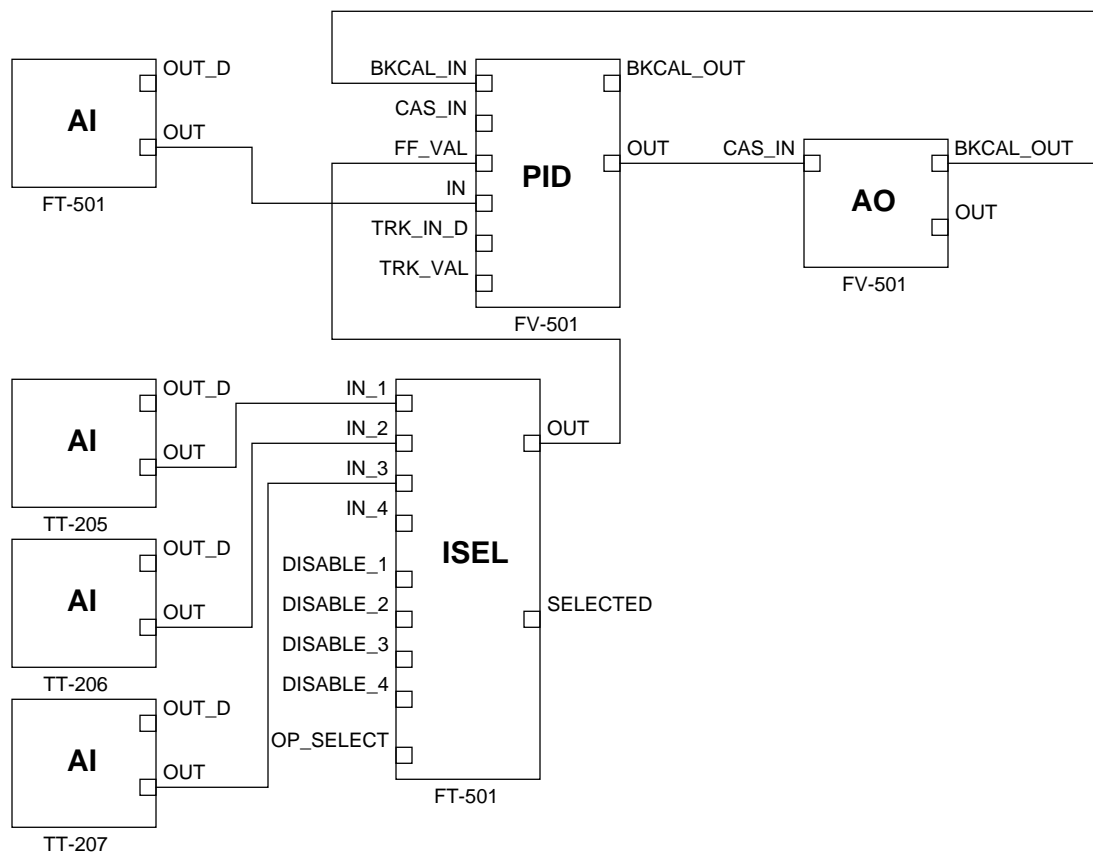 OUT_D
AI
OUT
FT-501
BKCAL_IN
CAS_IN
FF_VAL
IN
TRK_IN_D
TRK_VAL
PID
BKCAL_OUT
OUT
FV-501
CAS_IN
AO
BKCAL_OUT
OUT
FV-501
OUT_D
AI
OUT
TT-205
OUT_D
AI
OUT
TT-206
OUT_D
AI
OUT
TT-207
IN_1
IN_2
IN_3
IN_4
DISABLE_1
DISABLE_2
DISABLE_3
DISABLE_4
OP_SELECT
ISEL
OUT
SELECTED
FT-501